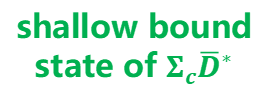 shallow bound
state of Σ_c D̅*